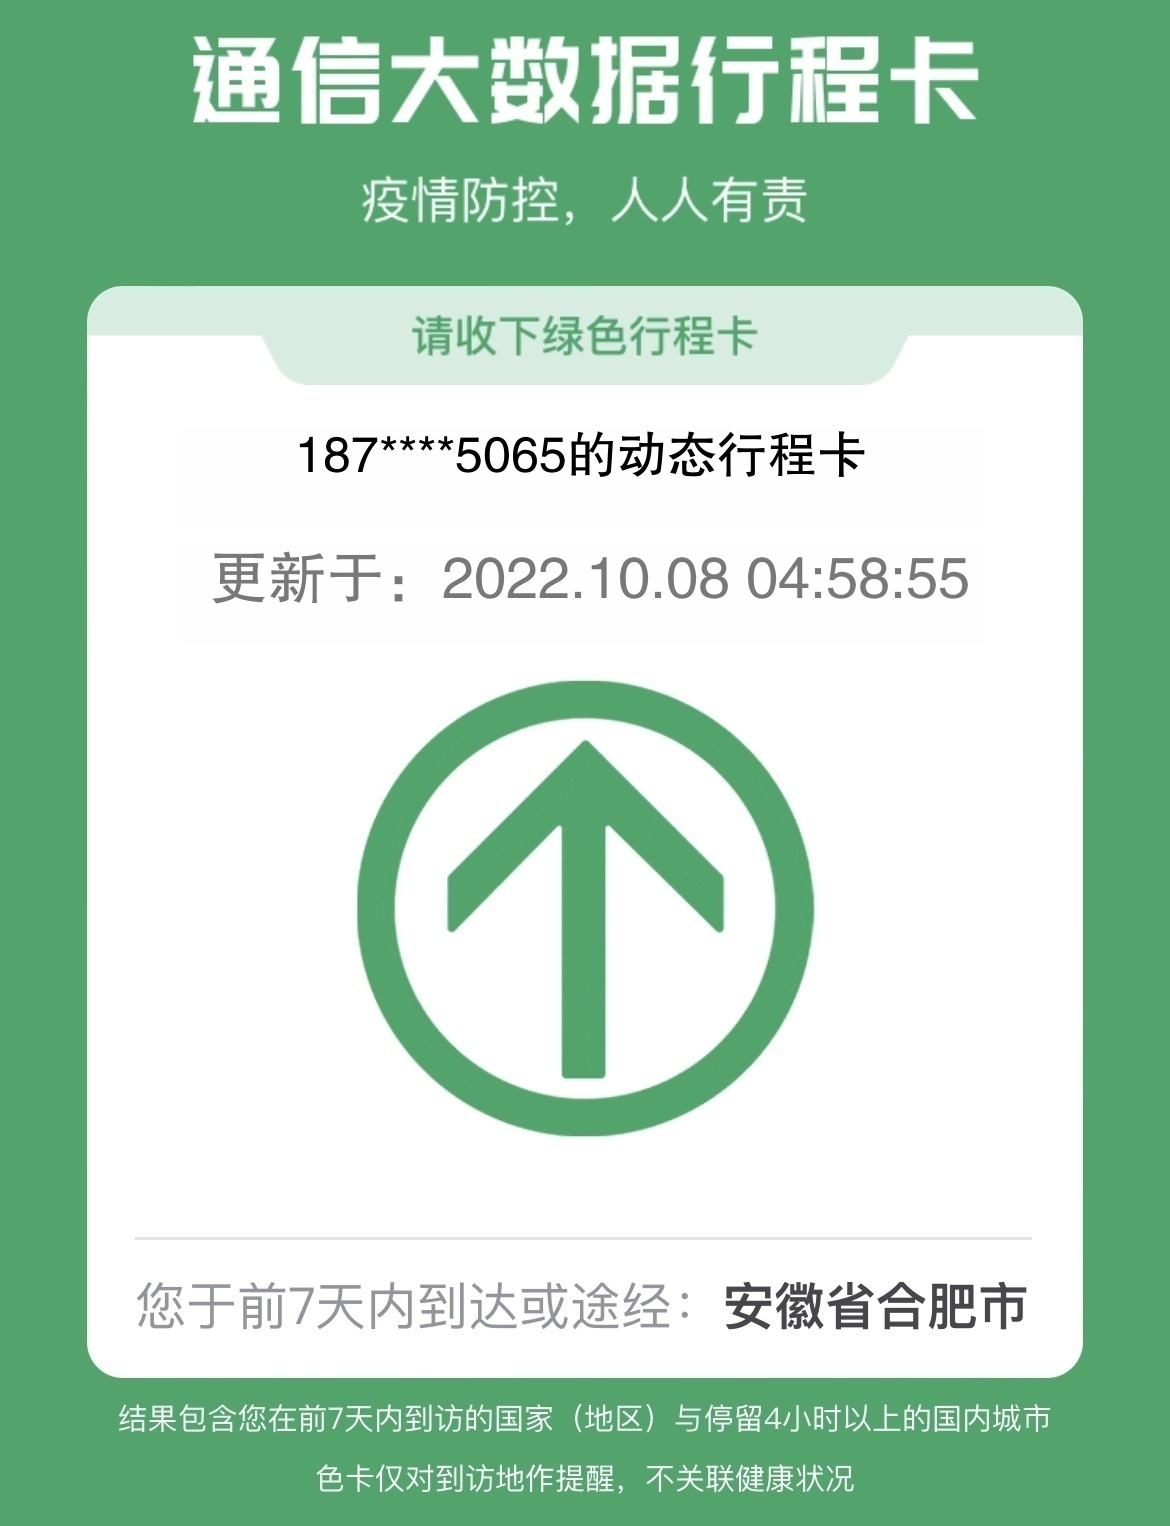 通信大数据行程卡
疫情防控，人人有责
请收下绿色行程卡
187****5065的动态行程卡
更新于：2022.10.08 04:58:55
您于前7天内到达或途经：安徽省合肥市
结果包含您在前7天内到访的国家（地区）与停留4小时以上的国内城市
色卡仅对到访地作提醒，不关联健康状况